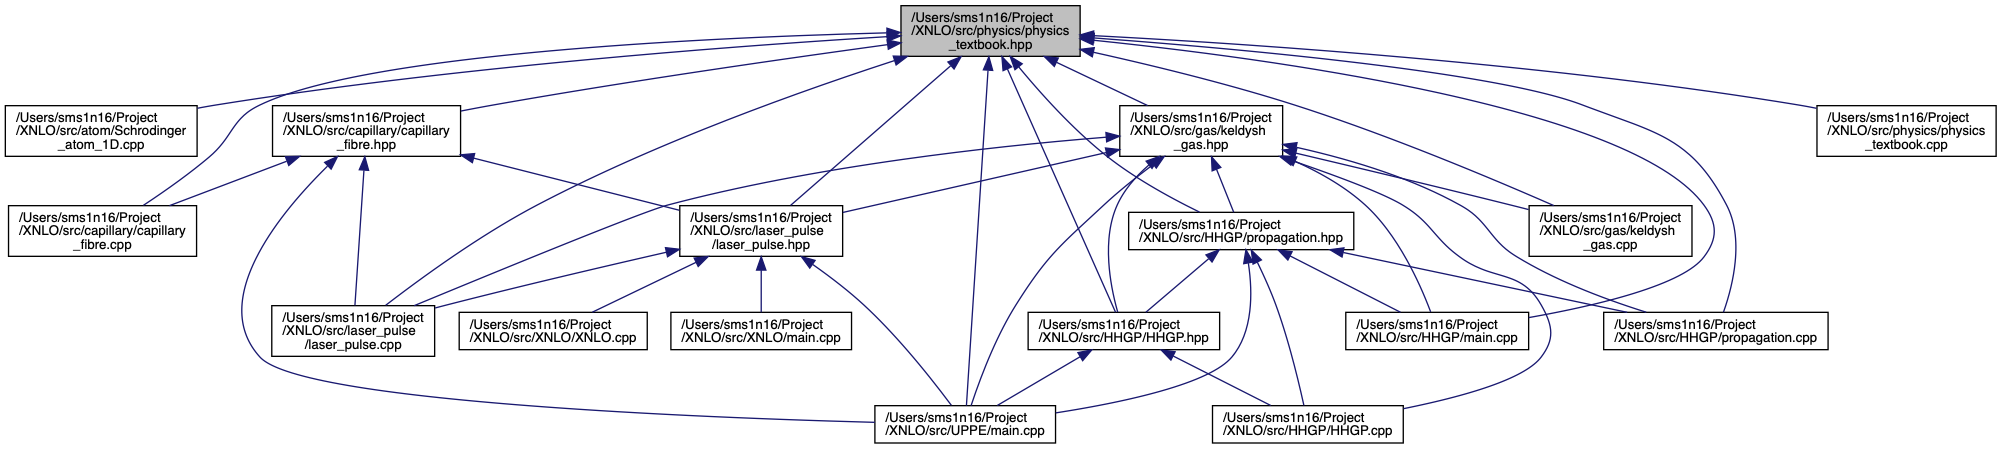 /Users/sms1n16/Project
/XNLO/src/physics/physics
_textbook.hpp
/Users/sms1n16/Project
/XNLO/src/atom/Schrodinger
_atom_1D.cpp
/Users/sms1n16/Project
/XNLO/src/capillary/capillary
_fibre.hpp
/Users/sms1n16/Project
/XNLO/src/gas/keldysh
_gas.hpp
/Users/sms1n16/Project
/XNLO/src/physics/physics
_textbook.cpp
/Users/sms1n16/Project
/XNLO/src/capillary/capillary
_fibre.cpp
/Users/sms1n16/Project
/XNLO/src/laser_pulse
/laser_pulse.hpp
/Users/sms1n16/Project
/XNLO/src/HHGP/propagation.hpp
/Users/sms1n16/Project
/XNLO/src/gas/keldysh
_gas.cpp
/Users/sms1n16/Project
/XNLO/src/laser_pulse
/laser_pulse.cpp
/Users/sms1n16/Project
/XNLO/src/XNLO/XNLO.cpp
/Users/sms1n16/Project
/XNLO/src/XNLO/main.cpp
/Users/sms1n16/Project
/XNLO/src/HHGP/HHGP.hpp
/Users/sms1n16/Project
/XNLO/src/HHGP/main.cpp
/Users/sms1n16/Project
/XNLO/src/HHGP/propagation.cpp
/Users/sms1n16/Project
/XNLO/src/UPPE/main.cpp
/Users/sms1n16/Project
/XNLO/src/HHGP/HHGP.cpp